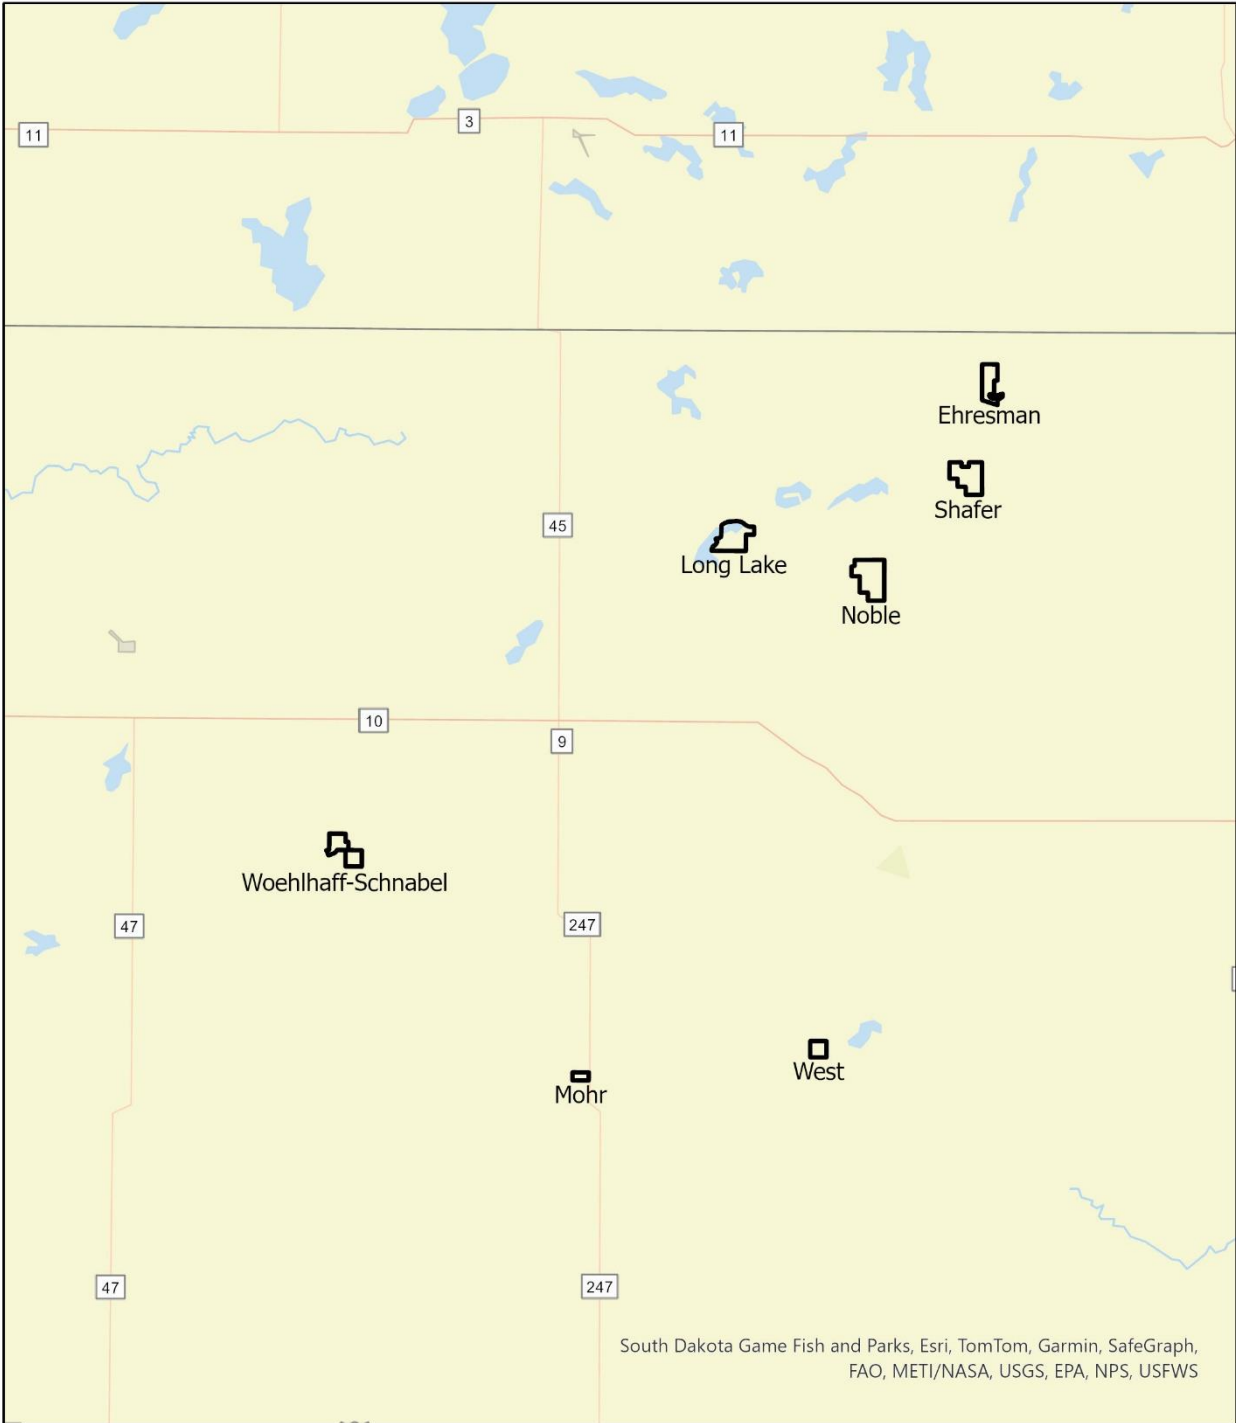 3
11
11
Ehresman
Shafer
45
Long Lake
Noble
10
9
Woehlhaff-Schnabel
47
247
West
Mohr
47
247
South Dakota Game Fish and Parks, Esri, TomTom, Garmin, SafeGraph,
FAO, METI/NASA, USGS, EPA, NPS, USFWS